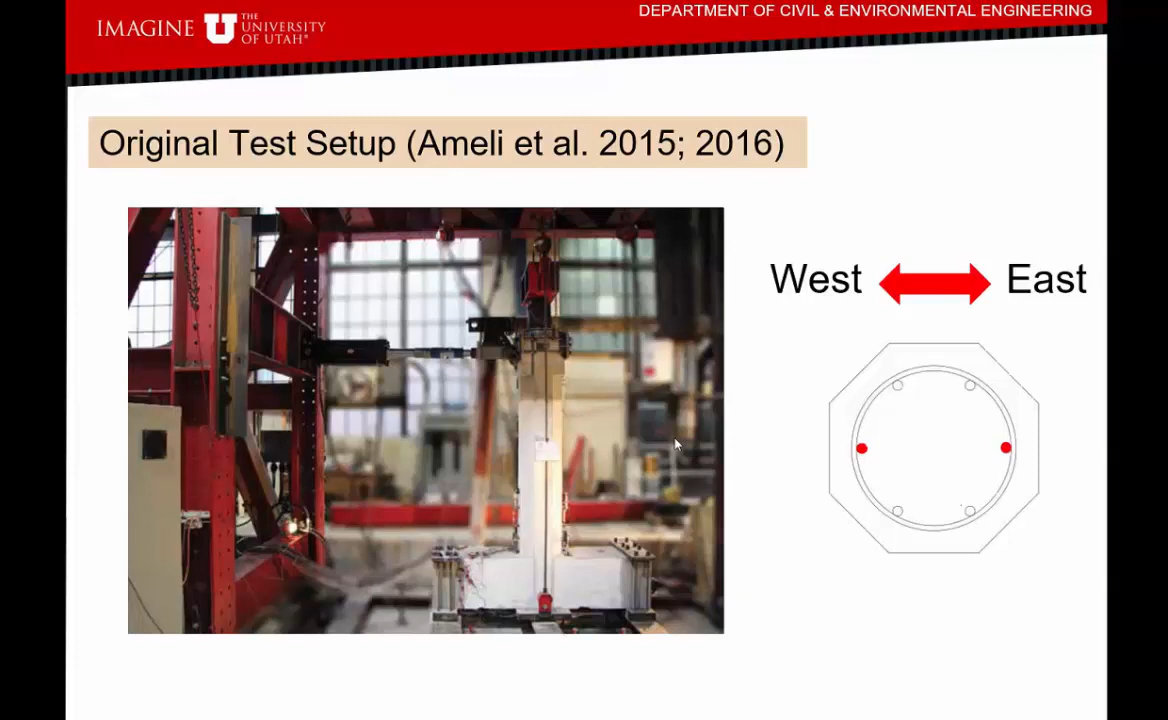 DEPARTMENT OF CIVIL & ENVIRONMENTAL ENGINEERING
IMAGINE U THE UNIVERSITY OF UTAH®
Original Test Setup (Ameli et al. 2015; 2016)
West East